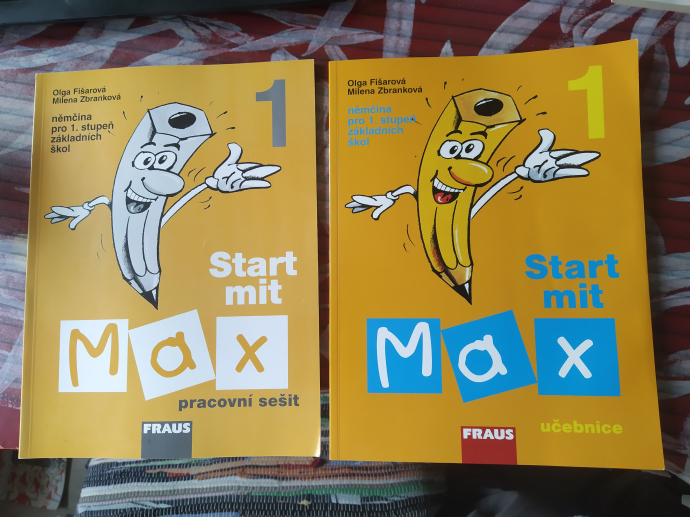 Olga Fišarová
Milena Zbranková
němčina
pro 1. stupeň
základních
škol
1
Start
mit
Max
pracovní sešit
FRAUS
Olga Fišarová
Milena Zbranková
němčina
pro 1. stupeň
základních
škol
1
Start
mit
Max
učebnice
FRAUS